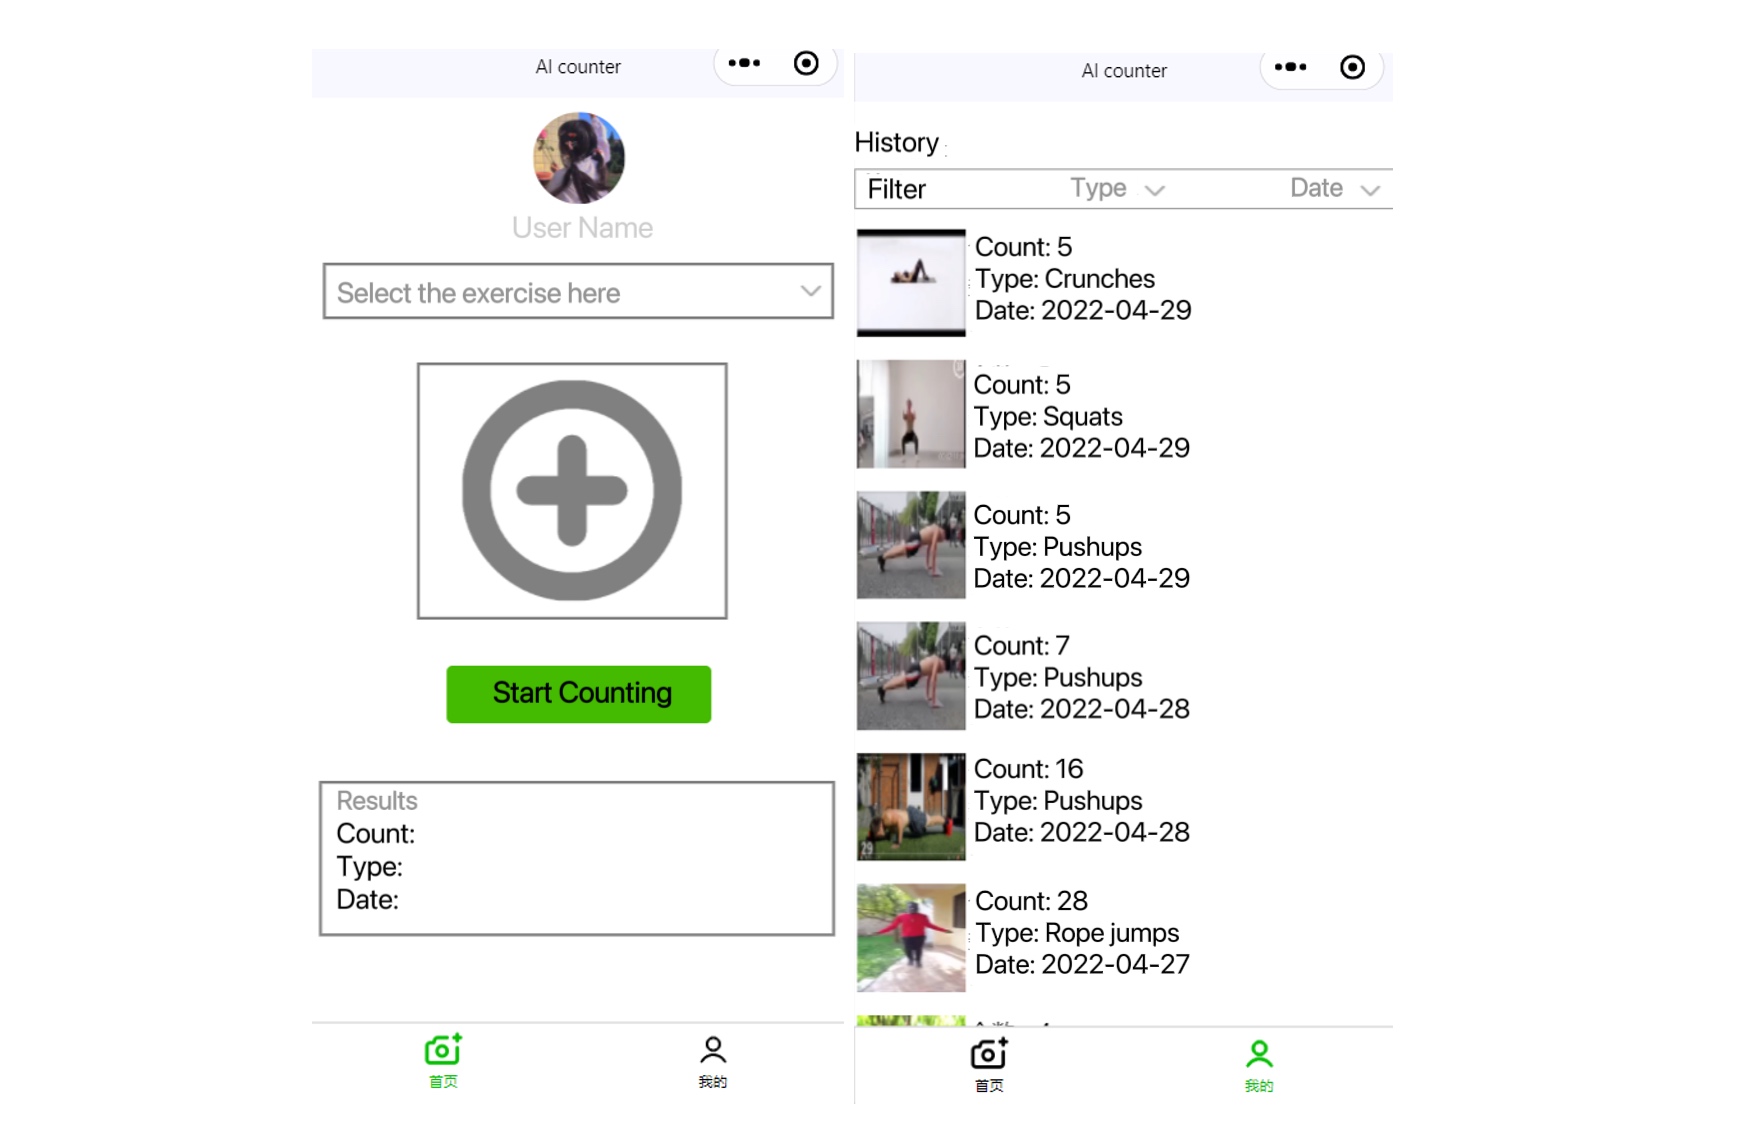 AI counter
User Name
Select the exercise here
Start Counting
Results
Count:
Type:
Date:
首页
我的
AI counter
History
Filter Type Date
Count: 5
Type: Crunches
Date: 2022-04-29
Count: 5
Type: Squats
Date: 2022-04-29
Count: 5
Type: Pushups
Date: 2022-04-29
Count: 7
Type: Pushups
Date: 2022-04-28
29
Count: 16
Type: Pushups
Date: 2022-04-28
Count: 28
Type: Rope jumps
Date: 2022-04-27
首页
我的